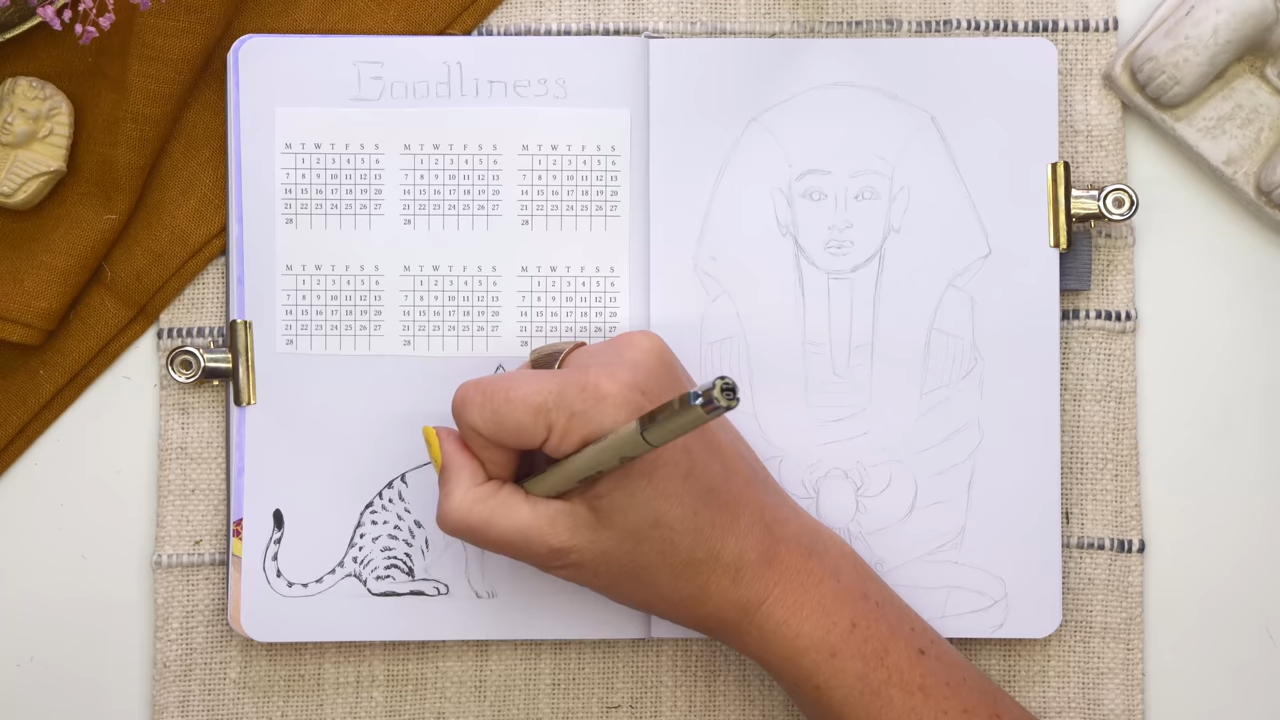 Goodliness
M T W T F S S
1 2 3 4 5 6
7 8 9 10 11 12 13
14 15 16 17 18 19 20
21 22 23 24 25 26 27
28
M T W T F S S
1 2 3 4 5 6
7 8 9 10 11 12 13
14 15 16 17 18 19 20
21 22 23 24 25 26 27
28
M T W T F S S
1 2 3 4 5 6
7 8 9 10 11 12 13
14 15 16 17 18 19 20
21 22 23 24 25 26 27
28
M T W T F S S
1 2 3 4 5 6
7 8 9 10 11 12 13
14 15 16 17 18 19 20
21 22 23 24 25 26 27
28
M T W T F S S
1 2 3 4 5 6
7 8 9 10 11 12 13
14 15 16 17 18 19 20
21 22 23 24 25 26 27
28
M T W T F S S
1 2 3 4 5 6
7 8 9 10 11 12 13
14 15 16 17 18 19 20
21 22 23 24 25 26 27
28